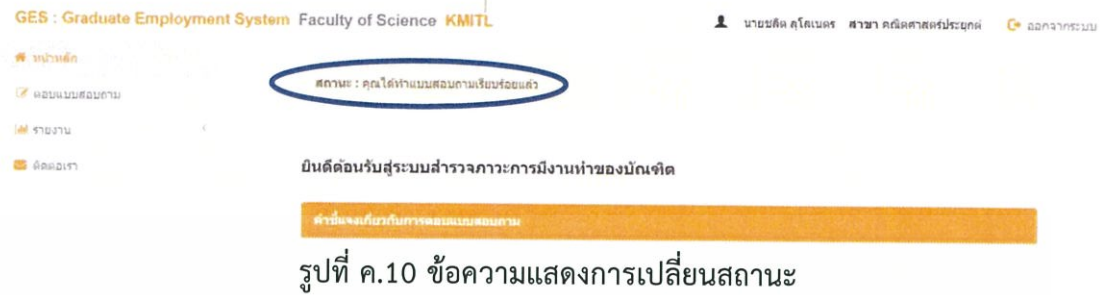 GES : Graduate Employment System Faculty of Science KMITL
นายชลิต ลุโลเนตร สาขา คณิตศาสตร์ประยุกต์ ออกจากระบบ
หน้าหลัก
สถานะ : คุณได้ทำแบบสอบถามเรียบร้อยแล้ว
ตอบแบบสอบถาม
รายงาน
ติดต่อเรา
ยินดีต้อนรับสู่ระบบสำรวจภาวะการมีงานทำของบัณฑิต
คำชี้แจงเกี่ยวกับการตอบแบบสอบถาม
รูปที่ ค.10 ข้อความแสดงการเปลี่ยนสถานะ